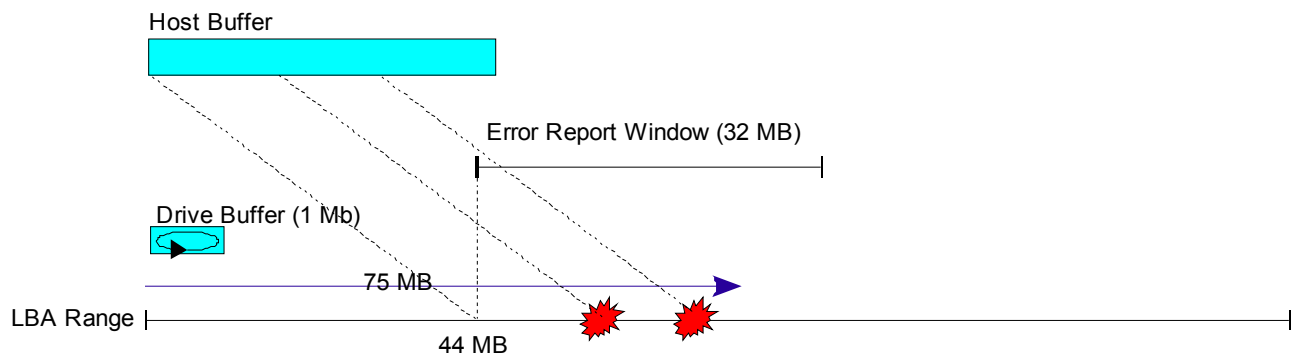 Host Buffer
Error Report Window (32 MB)
Drive Buffer (1 Mb)
75 MB
LBA Range
44 MB